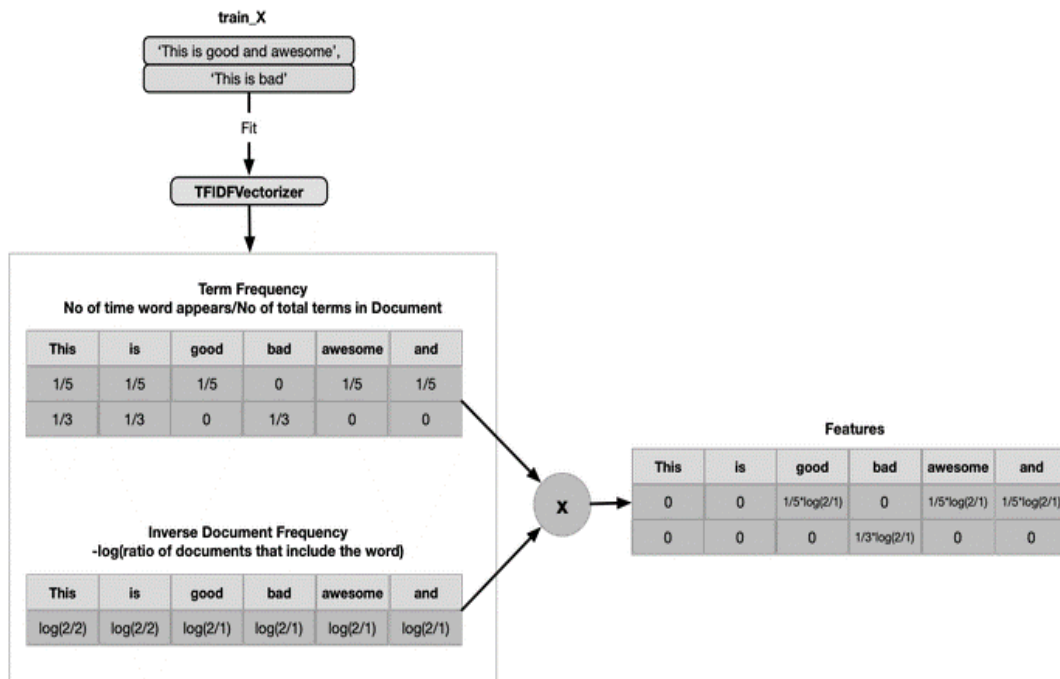 train_X
‘This is good and awesome’,
‘This is bad’
Fit
TFIDFVectorizer
Term Frequency
No of time word appears/No of total terms in Document
This is good bad awesome and
1/5 1/5 1/5 0 1/5 1/5
1/3 1/3 0 1/3 0 0
Inverse Document Frequency
-log(ratio of documents that include the word)
This is good bad awesome and
log(2/2) log(2/2) log(2/1) log(2/1) log(2/1) log(2/1)
X
Features
This is good bad awesome and
0 0 1/5*log(2/1) 0 1/5*log(2/1) 1/5*log(2/1)
0 0 0 1/3*log(2/1) 0 0